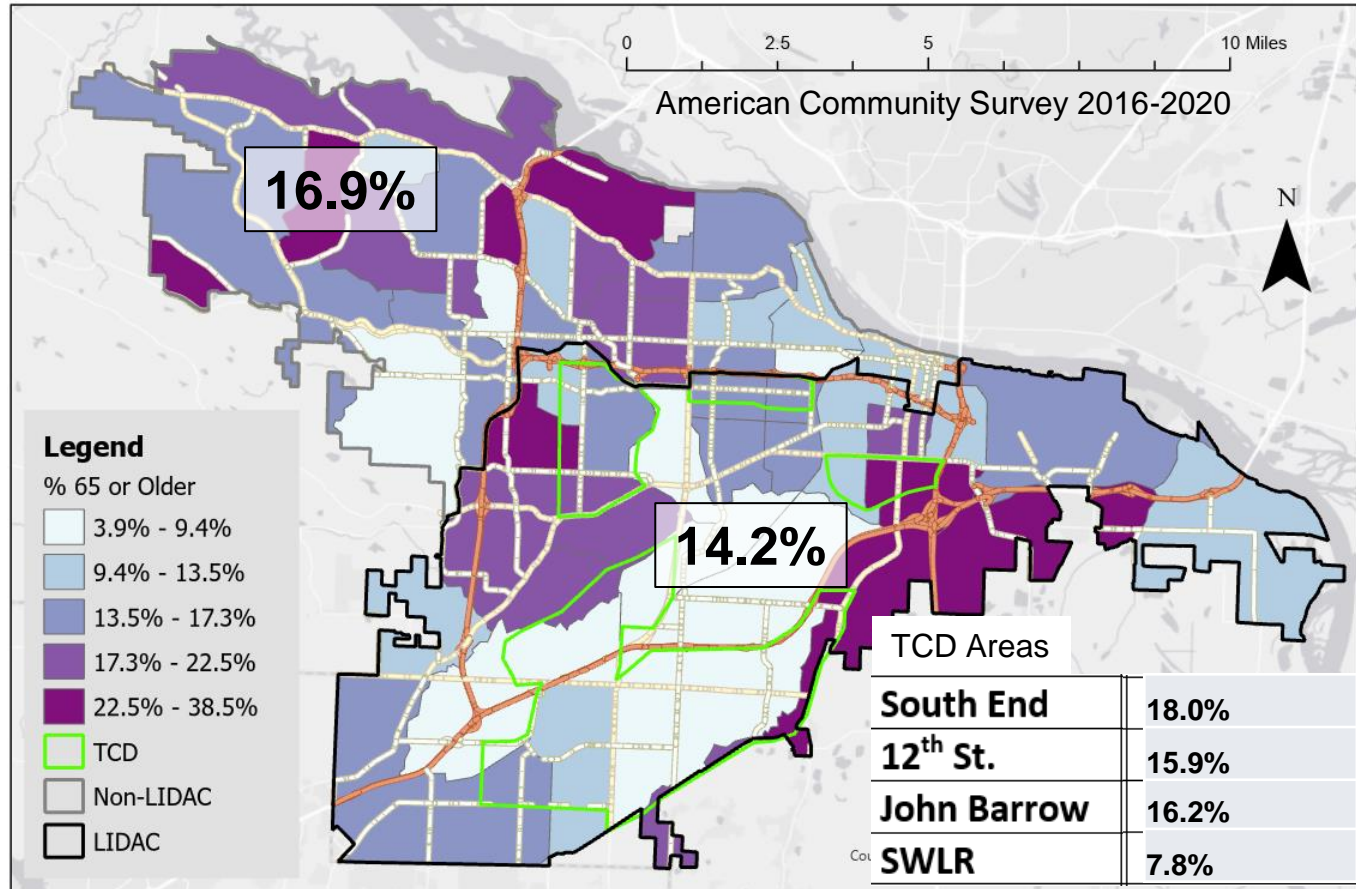 0 2.5 5 10 Miles
American Community Survey 2016-2020
N
16.9%
14.2%
Legend
% 65 or Older
3.9% - 9.4%
9.4% - 13.5%
13.5% - 17.3%
17.3% - 22.5%
22.5% - 38.5%
TCD
Non-LIDAC
LIDAC
TCD Areas
South End 18.0%
12th St. 15.9%
John Barrow 16.2%
SWLR 7.8%
Cou